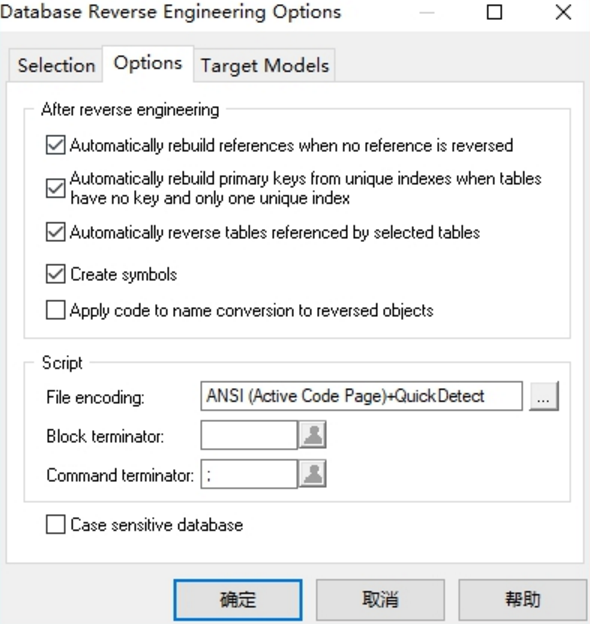 Database Reverse Engineering Options
Selection Options Target Models
After reverse engineering
Automatically rebuild references when no reference is reversed
Automatically rebuild primary keys from unique indexes when tables
have no key and only one unique index
Automatically reverse tables referenced by selected tables
Create symbols
Apply code to name conversion to reversed objects
Script
File encoding: ANSI (Active Code Page)+QuickDetect ...
Block terminator:
Command terminator: ;
Case sensitive database
确定 取消 帮助